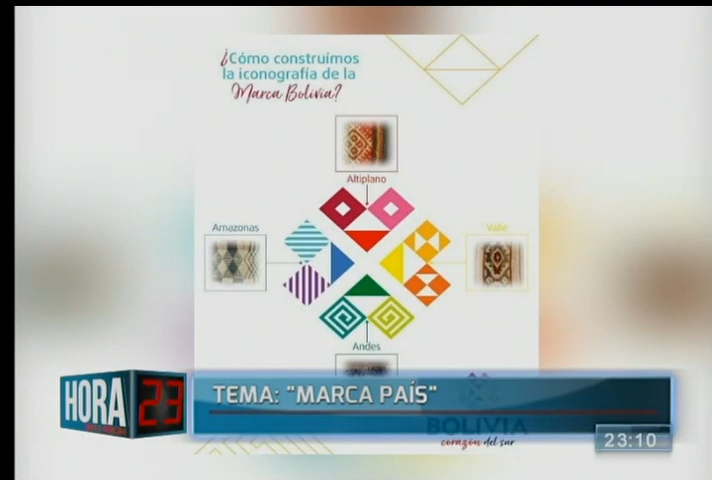 ¿Cómo construímos
la iconografía de la
Marca Bolivia?
Altiplano
Amazonas
Valle
Andes
HORA 23
TEMA: "MARCA PAÍS"
BOLIVIA
corazón del sur
23:10